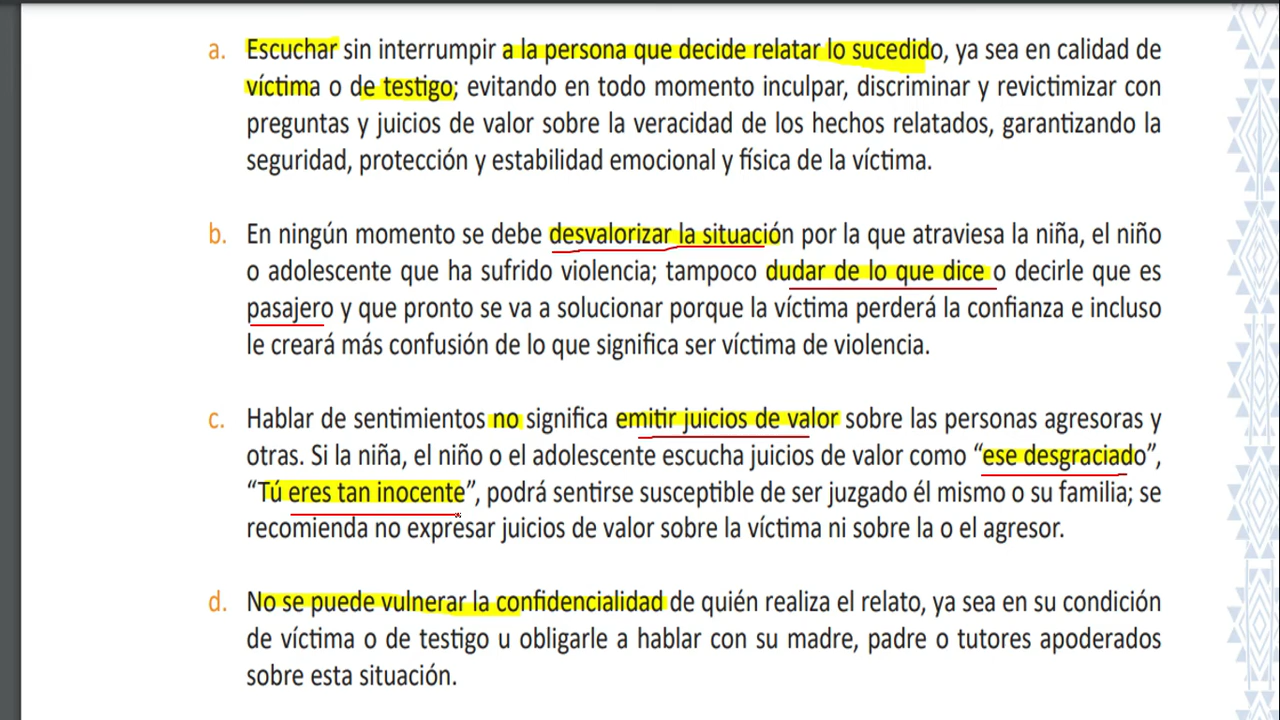 a. Escuchar sin interrumpir a la persona que decide relatar lo sucedido, ya sea en calidad de
víctima o de testigo; evitando en todo momento inculpar, discriminar y revictimizar con
preguntas y juicios de valor sobre la veracidad de los hechos relatados, garantizando la
seguridad, protección y estabilidad emocional y física de la víctima.
b. En ningún momento se debe desvalorizar la situación por la que atraviesa la niña, el niño
o adolescente que ha sufrido violencia; tampoco dudar de lo que dice o decirle que es
pasajero y que pronto se va a solucionar porque la víctima perderá la confianza e incluso
le creará más confusión de lo que significa ser víctima de violencia.
c. Hablar de sentimientos no significa emitir juicios de valor sobre las personas agresoras y
otras. Si la niña, el niño o el adolescente escucha juicios de valor como “ese desgraciado”,
“Tú eres tan inocente”, podrá sentirse susceptible de ser juzgado él mismo o su familia; se
recomienda no expresar juicios de valor sobre la víctima ni sobre la o el agresor.
d. No se puede vulnerar la confidencialidad de quién realiza el relato, ya sea en su condición
de víctima o de testigo u obligarle a hablar con su madre, padre o tutores apoderados
sobre esta situación.